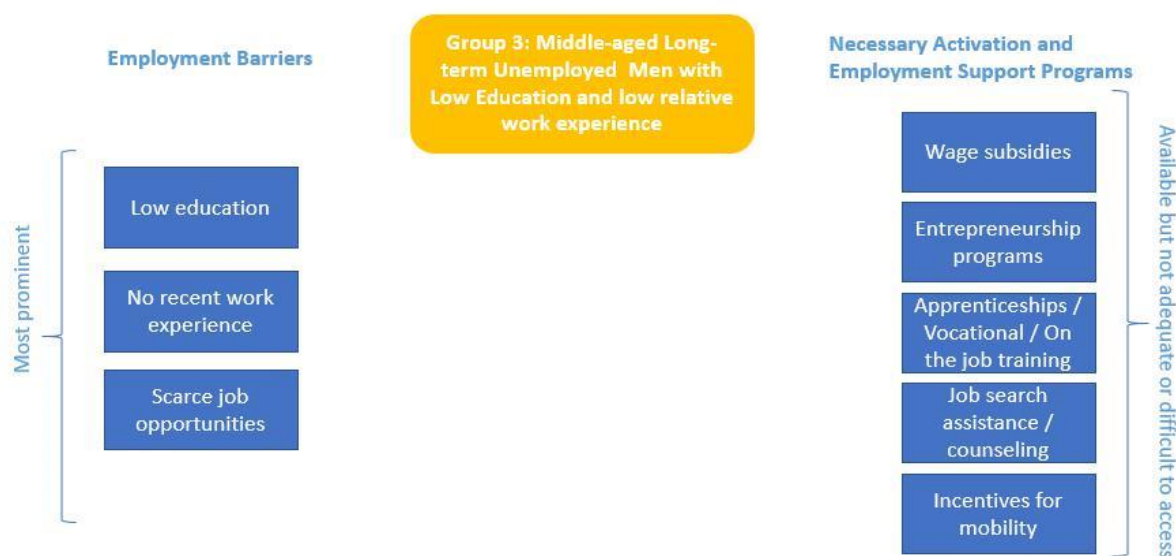 Employment Barriers
Group 3: Middle-aged Long-
term Unemployed Men with
Low Education and low relative
work experience
Necessary Activation and
Employment Support Programs
Most prominent
Low education
No recent work
experience
Scarce job
opportunities
Wage subsidies
Entrepreneurship
programs
Apprenticeships /
Vocational / On
the job training
Job search
assistance /
counseling
Incentives for
mobility
Available but not adequate or difficult to access